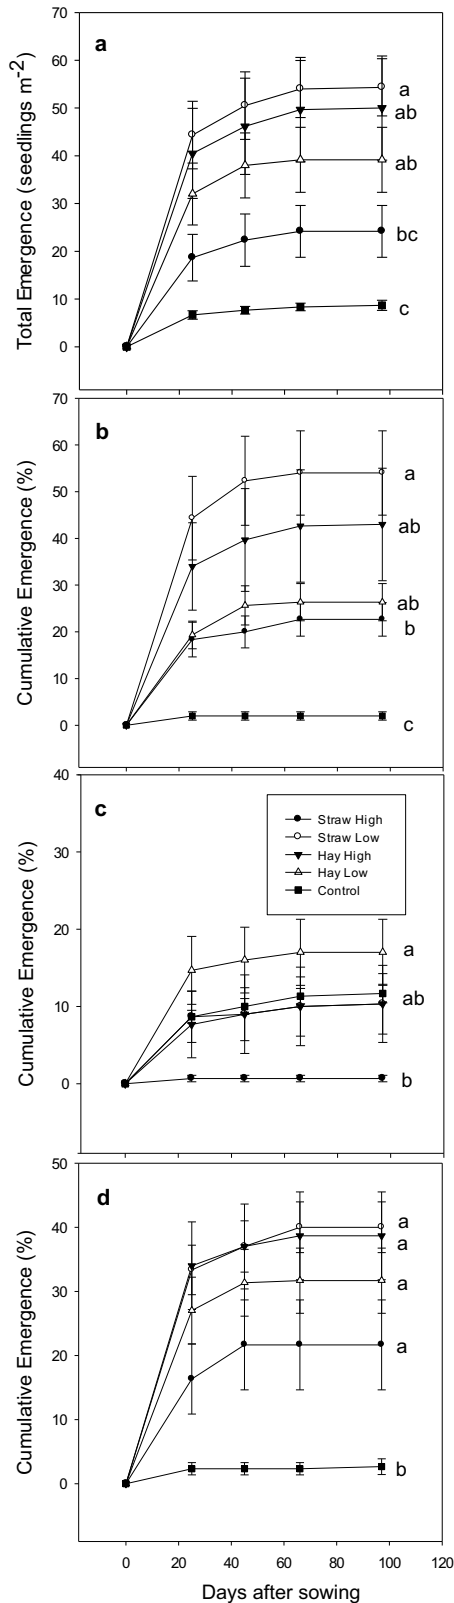 a
Total Emergence (seedlings m-2)
70
60
50
40
30
20
10
0
a
ab
ab
bc
c
b
Cumulative Emergence (%)
70
60
50
40
30
20
10
0
a
ab
ab
b
c
c
Cumulative Emergence (%)
40
30
20
10
0
Straw High
Straw Low
Hay High
Hay Low
Control
a
ab
b
d
Cumulative Emergence (%)
50
40
30
20
10
0
a
a
a
a
b
0 20 40 60 80 100 120
Days after sowing